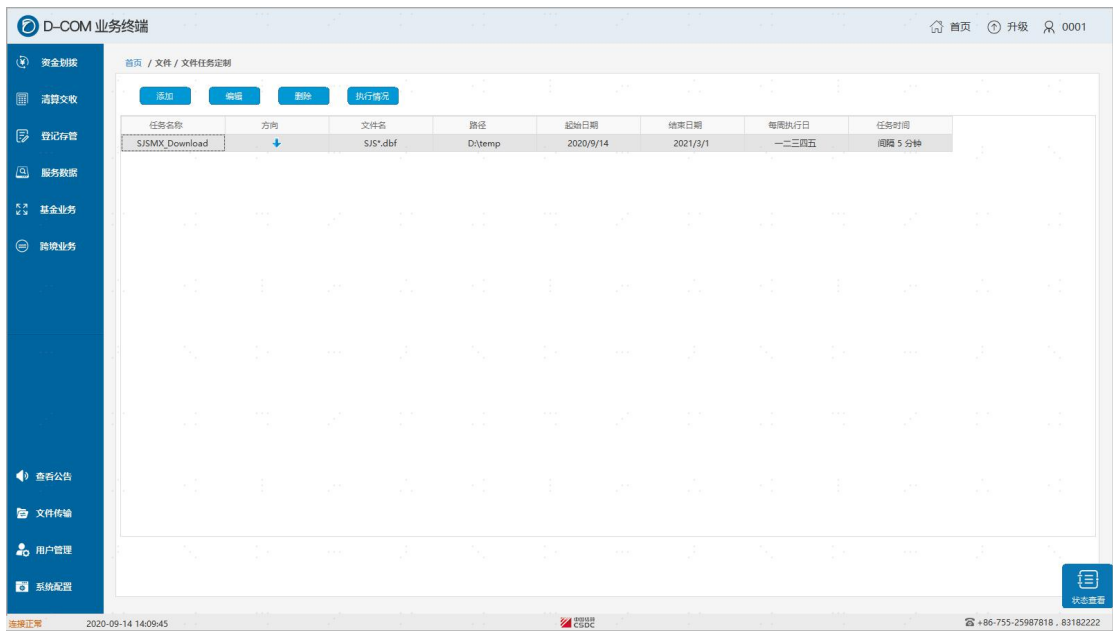 D-COM 业务终端
首页 升级 0001
资金划拨
清算交收
登记存管
服务数据
基金业务
跨境业务
查看公告
文件传输
用户管理
系统配置
首页 / 文件 / 文件任务定制
添加 编辑 删除 执行情况
任务名称 方向 文件名 路径 起始日期 结束日期 每周执行日 任务时间
SJSMX_Download SJS*.dbf D:\temp 2020/9/14 2021/3/1 一二三四五 间隔 5 分钟
状态查看
连接正常 2020-09-14 14:09:45 中国结算 CSDC +86-755-25987818 , 83182222